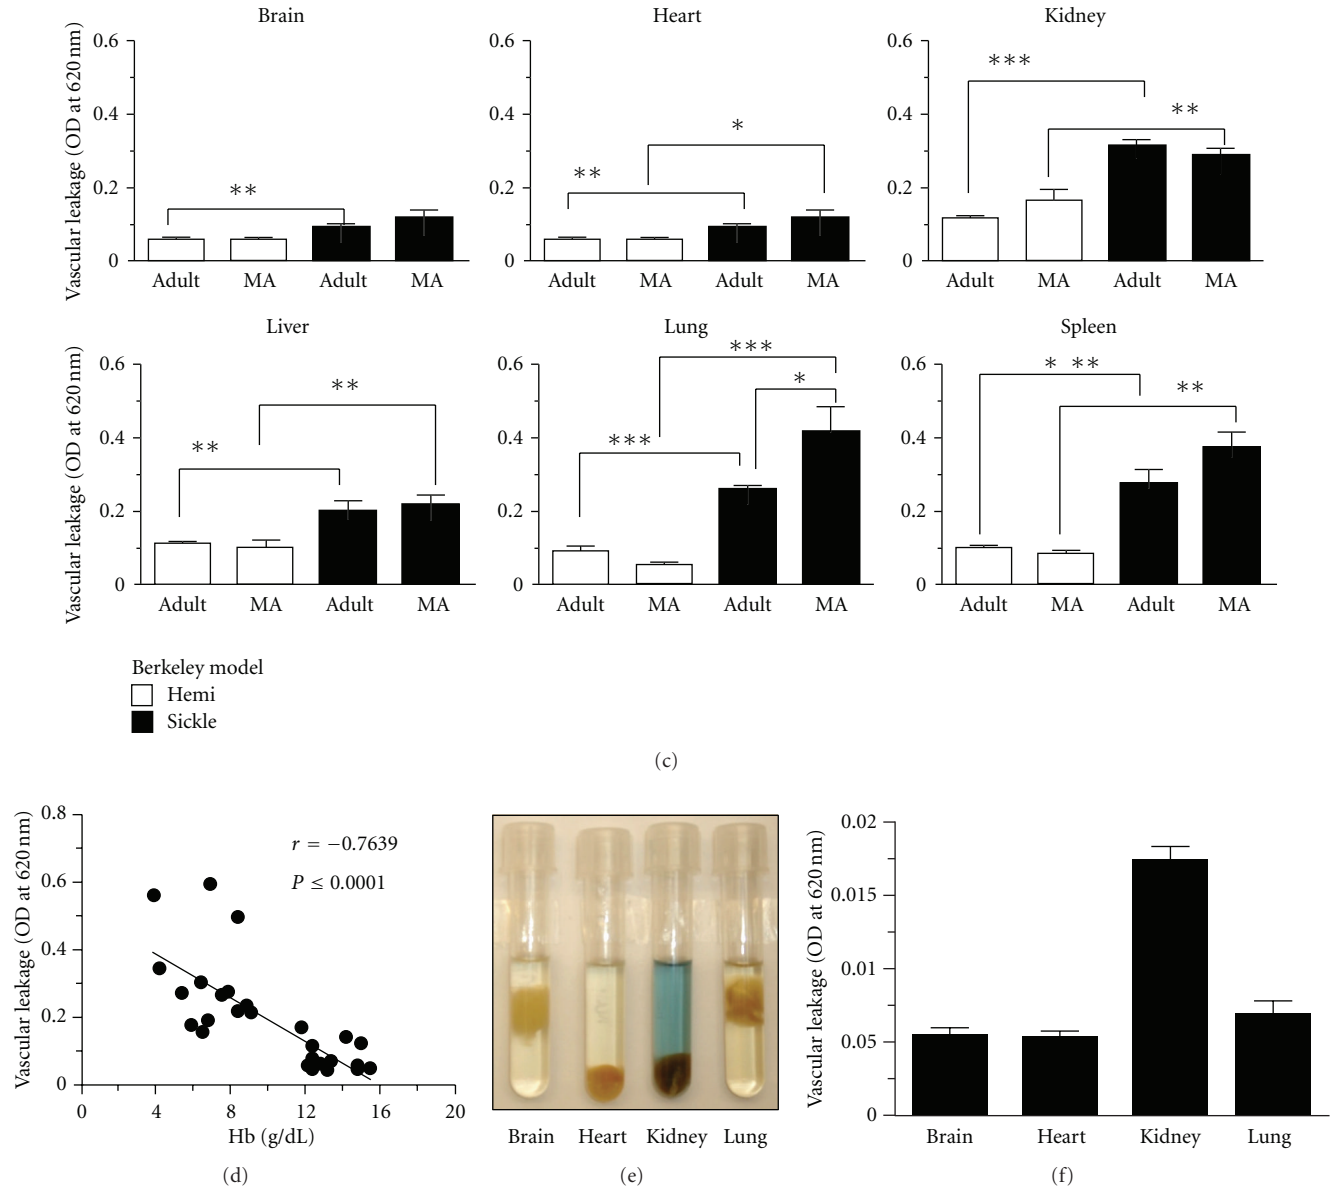 Brain
Heart
Kidney
Vascular leakage (OD at 620 nm)
0.6
0.4
0.2
0
**
Adult MA Adult MA
0.6
0.4
0.2
0
**
*
Adult MA Adult MA
0.6
0.4
0.2
0
***
**
Adult MA Adult MA
Liver
Lung
Spleen
Vascular leakage (OD at 620 nm)
0.6
0.4
0.2
0
**
**
Adult MA Adult MA
0.6
0.4
0.2
0
***
***
*
Adult MA Adult MA
0.6
0.4
0.2
0
* **
**
Adult MA Adult MA
Berkeley model
Hemi
Sickle
(c)
Vascular leakage (OD at 620 nm)
0.8
0.6
0.4
0.2
0
r = −0.7639
P ≤ 0.0001
0 4 8 12 16 20
Hb (g/dL)
(d)
Brain Heart Kidney Lung
(e)
Vascular leakage (OD at 620 nm)
0.02
0.015
0.01
0.05
0
Brain Heart Kidney Lung
(f)